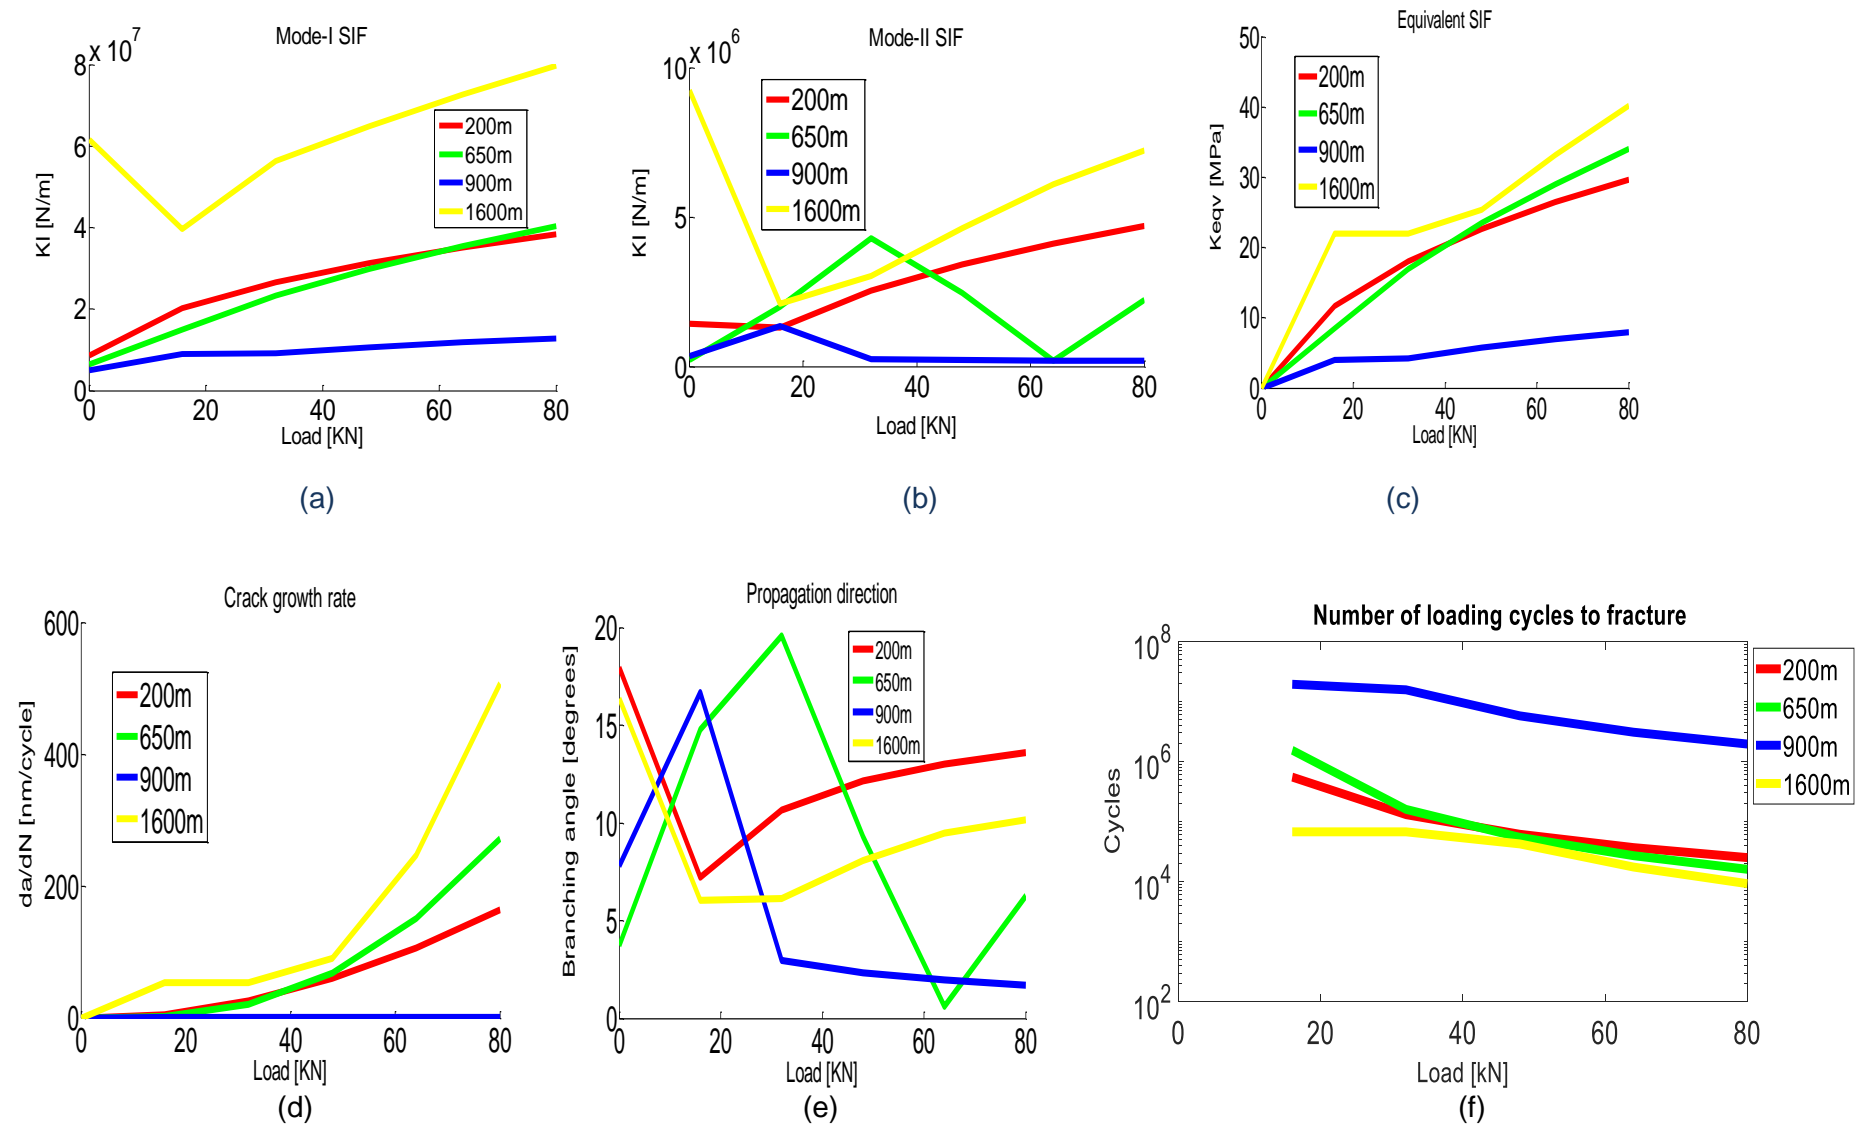 Mode-I SIF
x 10^7
8
6
4
2
0
0 20 40 60 80
KI [N/m]
Load [KN]
200m
650m
900m
1600m
(a)
Mode-II SIF
x 10^6
10
5
0
0 20 40 60 80
KI [N/m]
Load [KN]
200m
650m
900m
1600m
(b)
Equivalent SIF
50
40
30
20
10
0
0 20 40 60 80
Keqv [MPa]
Load [KN]
200m
650m
900m
1600m
(c)
Crack growth rate
600
400
200
0
0 20 40 60 80
da/dN [nm/cycle]
Load [KN]
200m
650m
900m
1600m
(d)
Propagation direction
20
15
10
5
0
0 20 40 60 80
Branching angle [degrees]
Load [KN]
200m
650m
900m
1600m
(e)
Number of loading cycles to fracture
10^8
10^6
10^4
10^2
0 20 40 60 80
Cycles
Load [kN]
200m
650m
900m
1600m
(f)